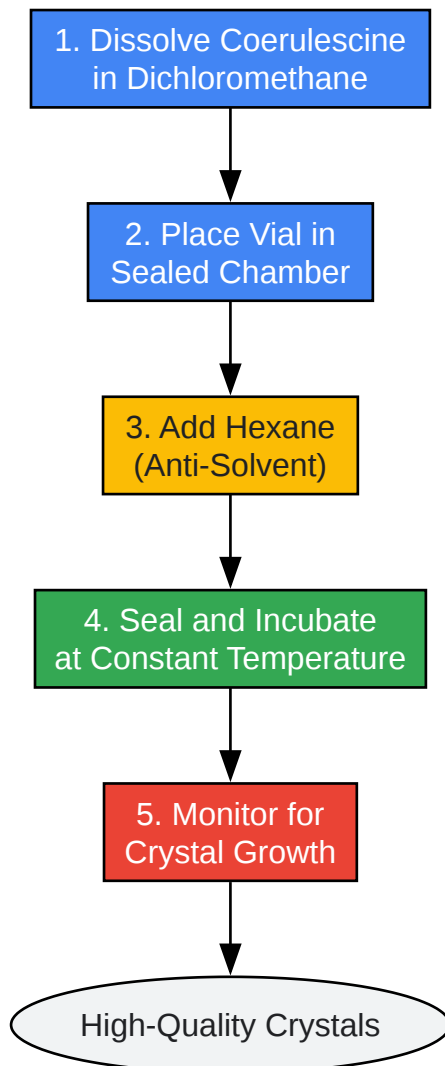 1. Dissolve Coerulescine
in Dichloromethane
2. Place Vial in
Sealed Chamber
3. Add Hexane
(Anti-Solvent)
4. Seal and Incubate
at Constant Temperature
5. Monitor for
Crystal Growth
High-Quality Crystals